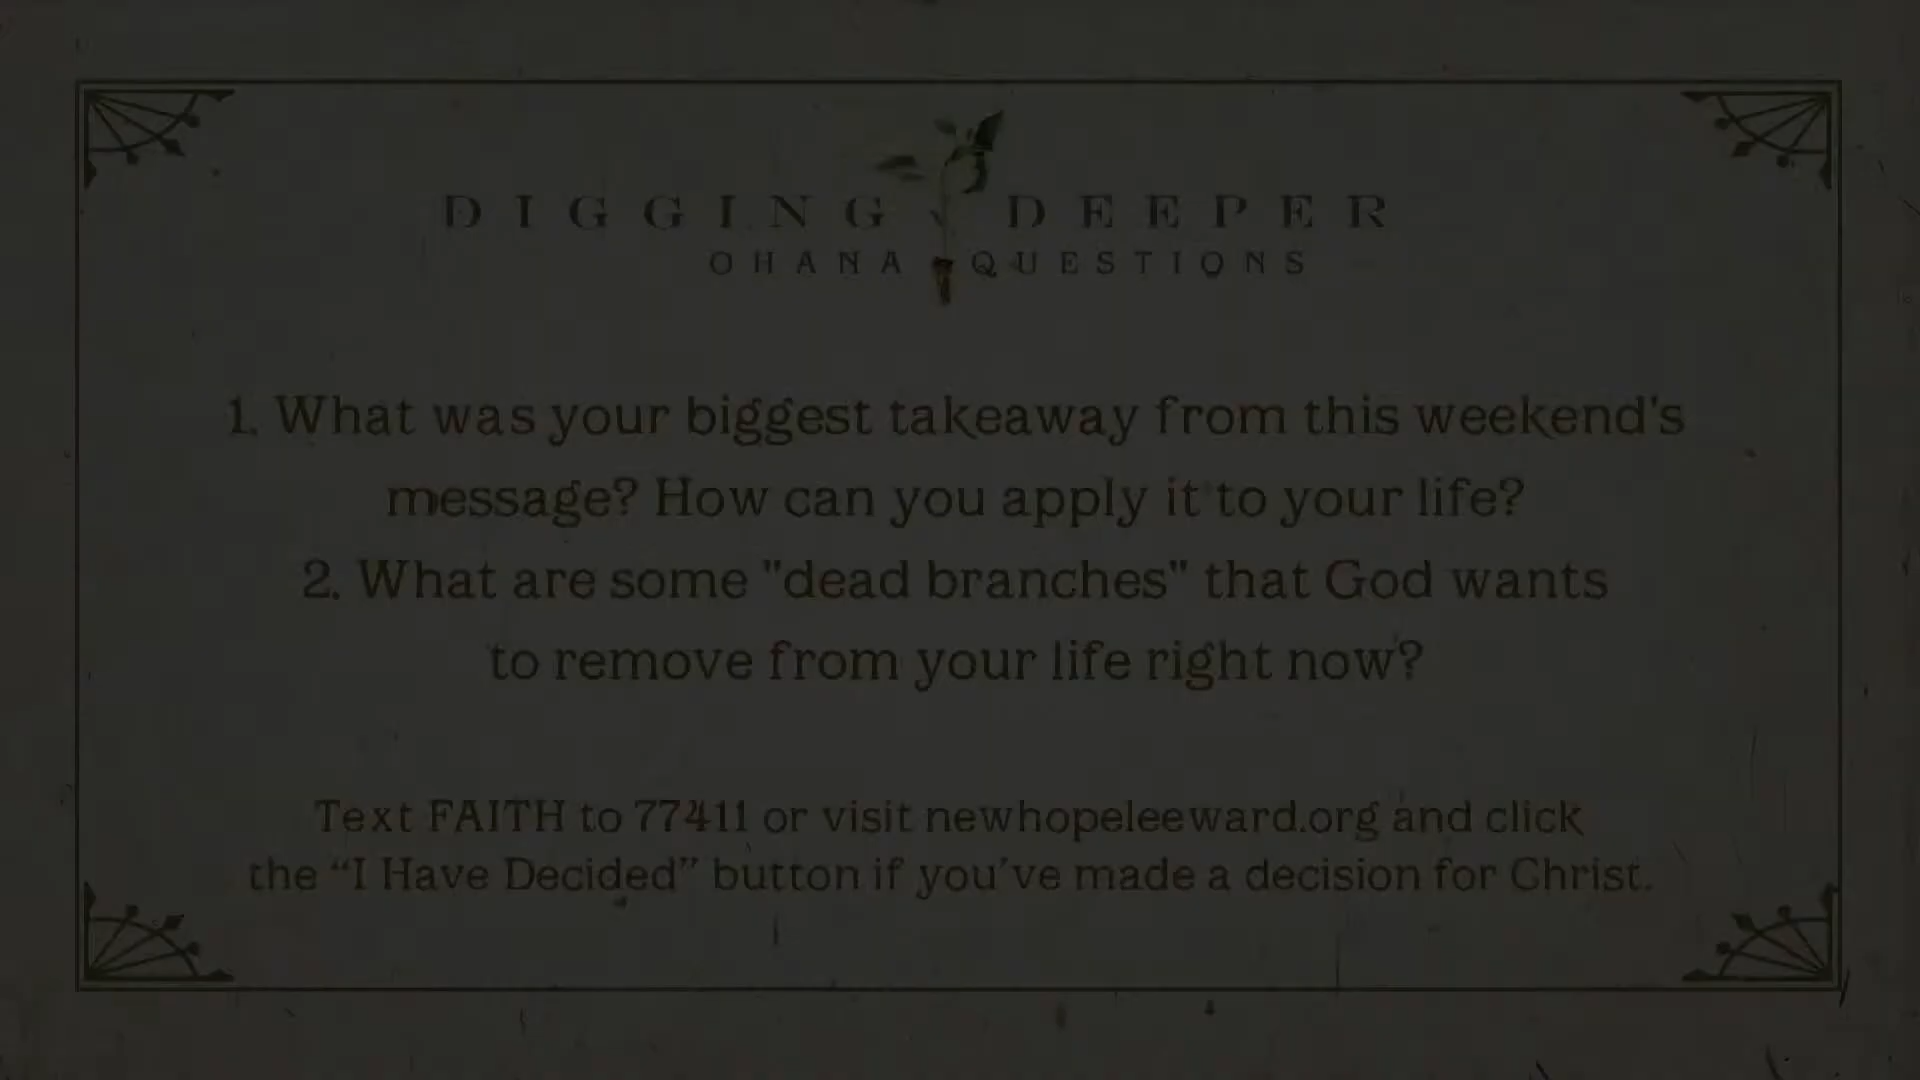 DIGGING DEEPER
OHANA QUESTIONS
1. What was your biggest takeaway from this weekend's
message? How can you apply it to your life?
2. What are some "dead branches" that God wants
to remove from your life right now?
Text FAITH to 77411 or visit newhopeleeward.org and click
the “I Have Decided” button if you’ve made a decision for Christ.